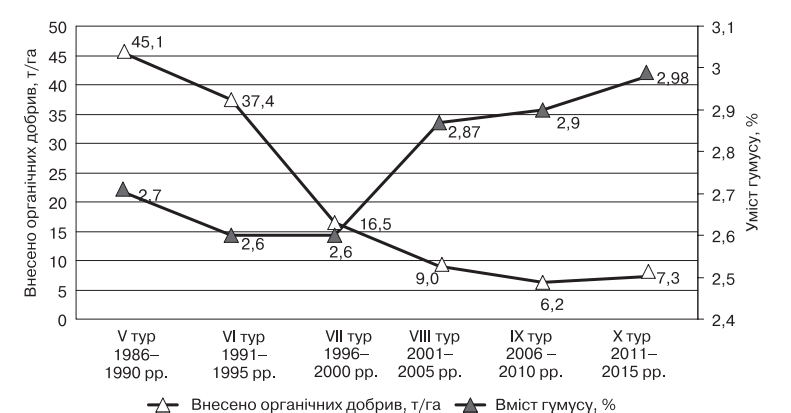 Внесено органічних добрив, т/га
50
45
40
35
30
25
20
15
10
5
0
45,1
37,4
16,5
9,0
6,2
7,3
2,7
2,6
2,6
2,87
2,9
2,98
3,1
3
2,9
2,8
2,7
2,6
2,5
2,4
Уміст гумусу, %
V тур
1986–
1990 рр.
VI тур
1991–
1995 рр.
VII тур
1996–
2000 рр.
VIII тур
2001–
2005 рр.
IX тур
2006 –
2010 рр.
X тур
2011–
2015 рр.
Внесено органічних добрив, т/га
Вміст гумусу, %